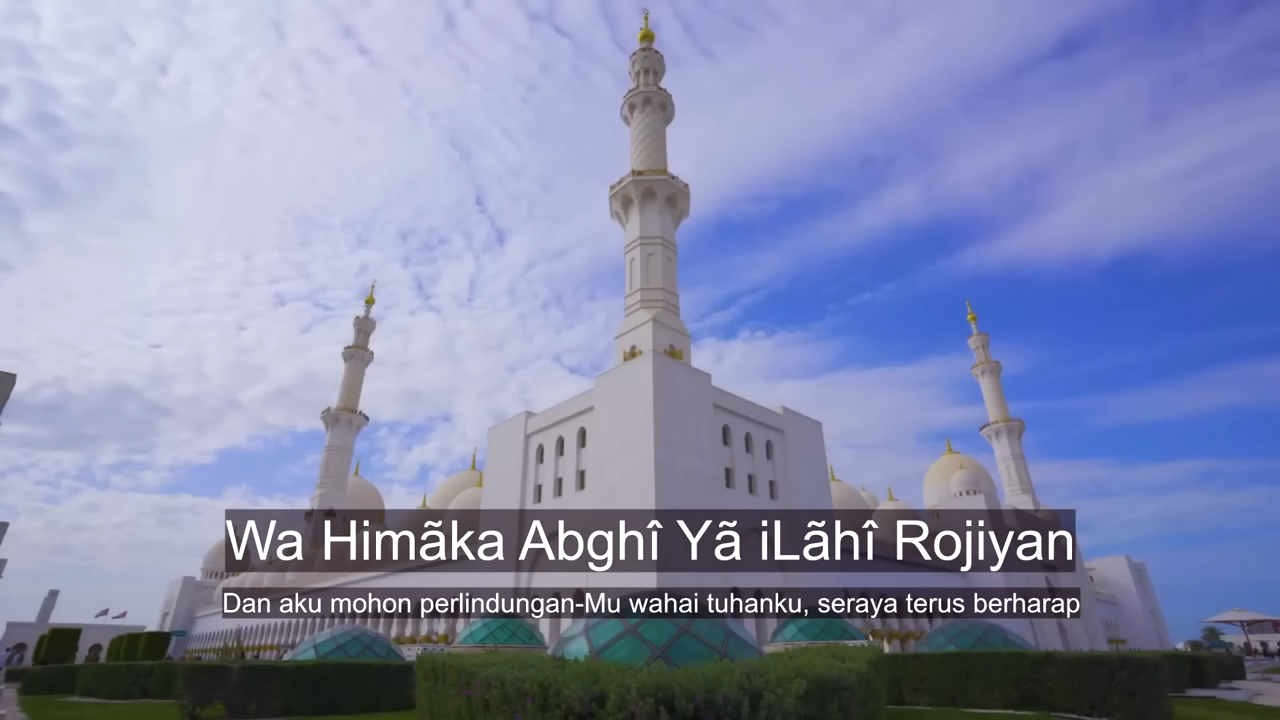 Wa Himãka Abghî Yã iLãhî Rojiyan
Dan aku mohon perlindungan-Mu wahai tuhanku, seraya terus berharap